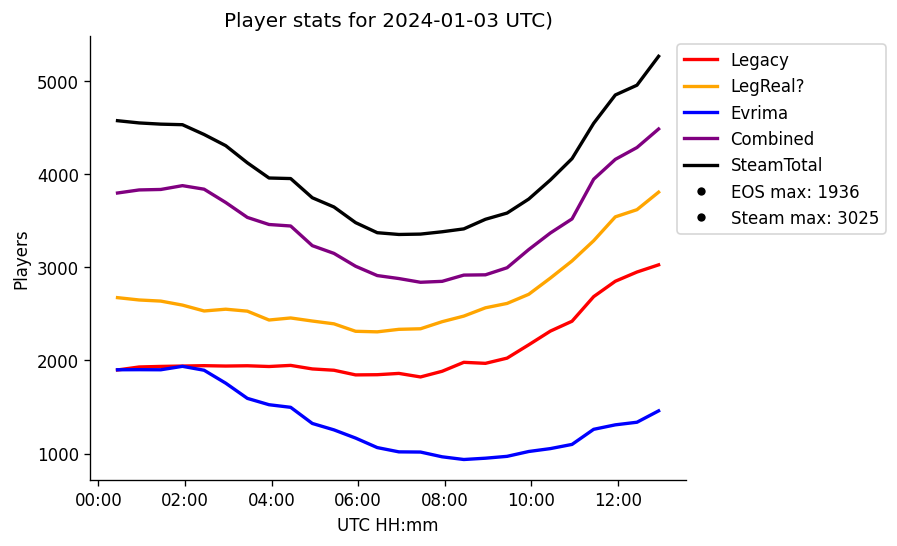 Player stats for 2024-01-03 UTC)
Players
5000
4000
3000
2000
1000
00:00 02:00 04:00 06:00 08:00 10:00 12:00
UTC HH:mm
Legacy
LegReal?
Evrima
Combined
SteamTotal
EOS max: 1936
Steam max: 3025